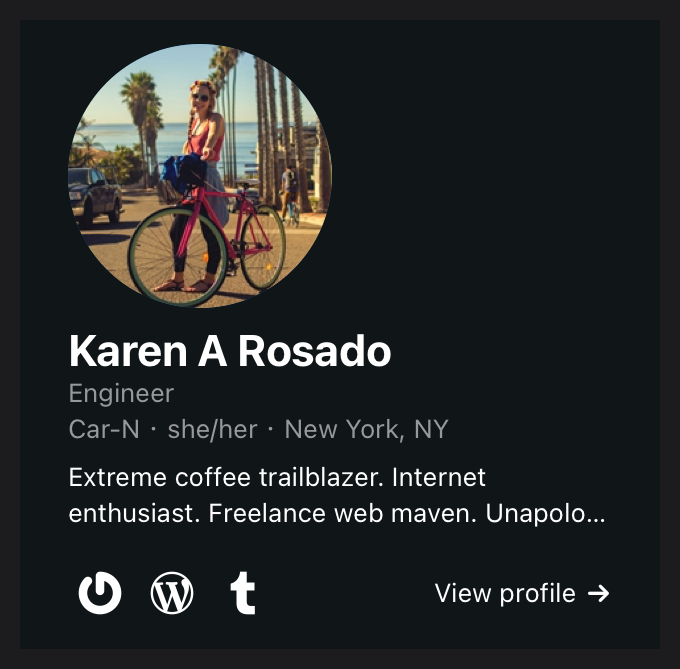 Karen A Rosado
Engineer
Car-N · she/her · New York, NY
Extreme coffee trailblazer. Internet
enthusiast. Freelance web maven. Unapolo…
View profile →